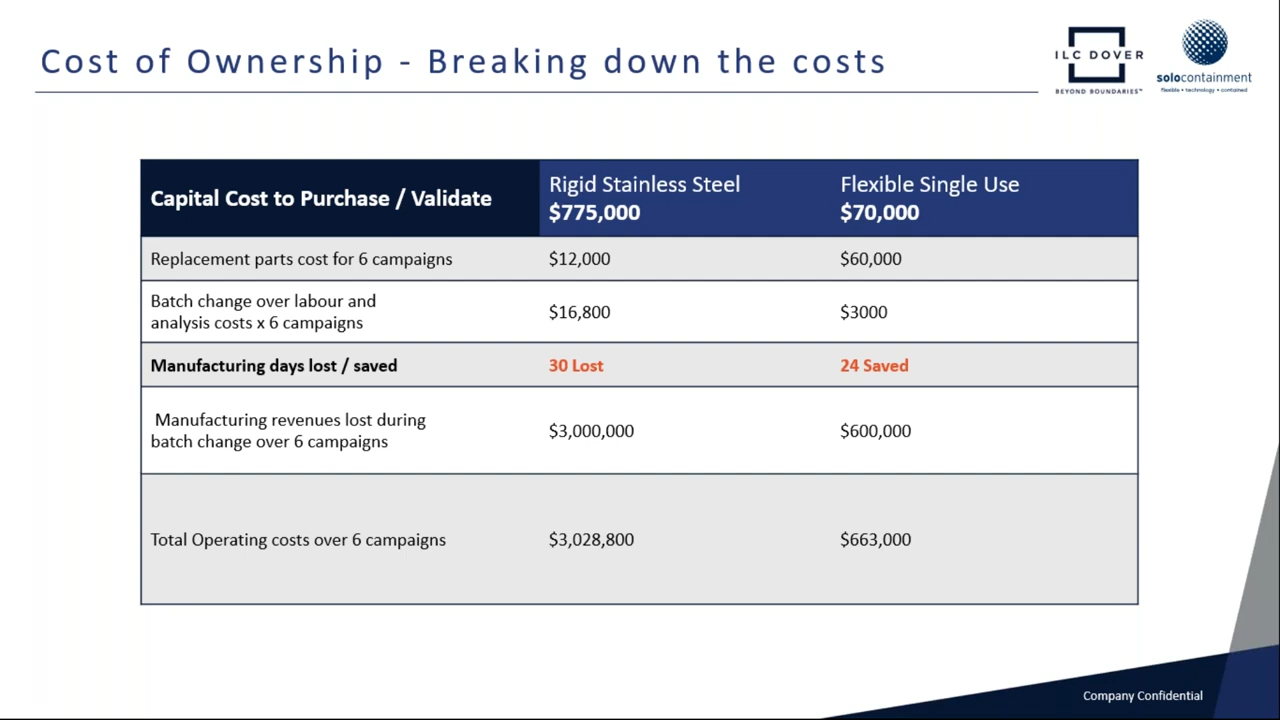 Cost of Ownership - Breaking down the costs
ILC DOVER
BEYOND BOUNDARIES™
solocontainment
flexible • technology • contained
Capital Cost to Purchase / Validate
Rigid Stainless Steel
$775,000
Flexible Single Use
$70,000
Replacement parts cost for 6 campaigns
$12,000
$60,000
Batch change over labour and
analysis costs x 6 campaigns
$16,800
$3000
Manufacturing days lost / saved
30 Lost
24 Saved
Manufacturing revenues lost during
batch change over 6 campaigns
$3,000,000
$600,000
Total Operating costs over 6 campaigns
$3,028,800
$663,000
Company Confidential